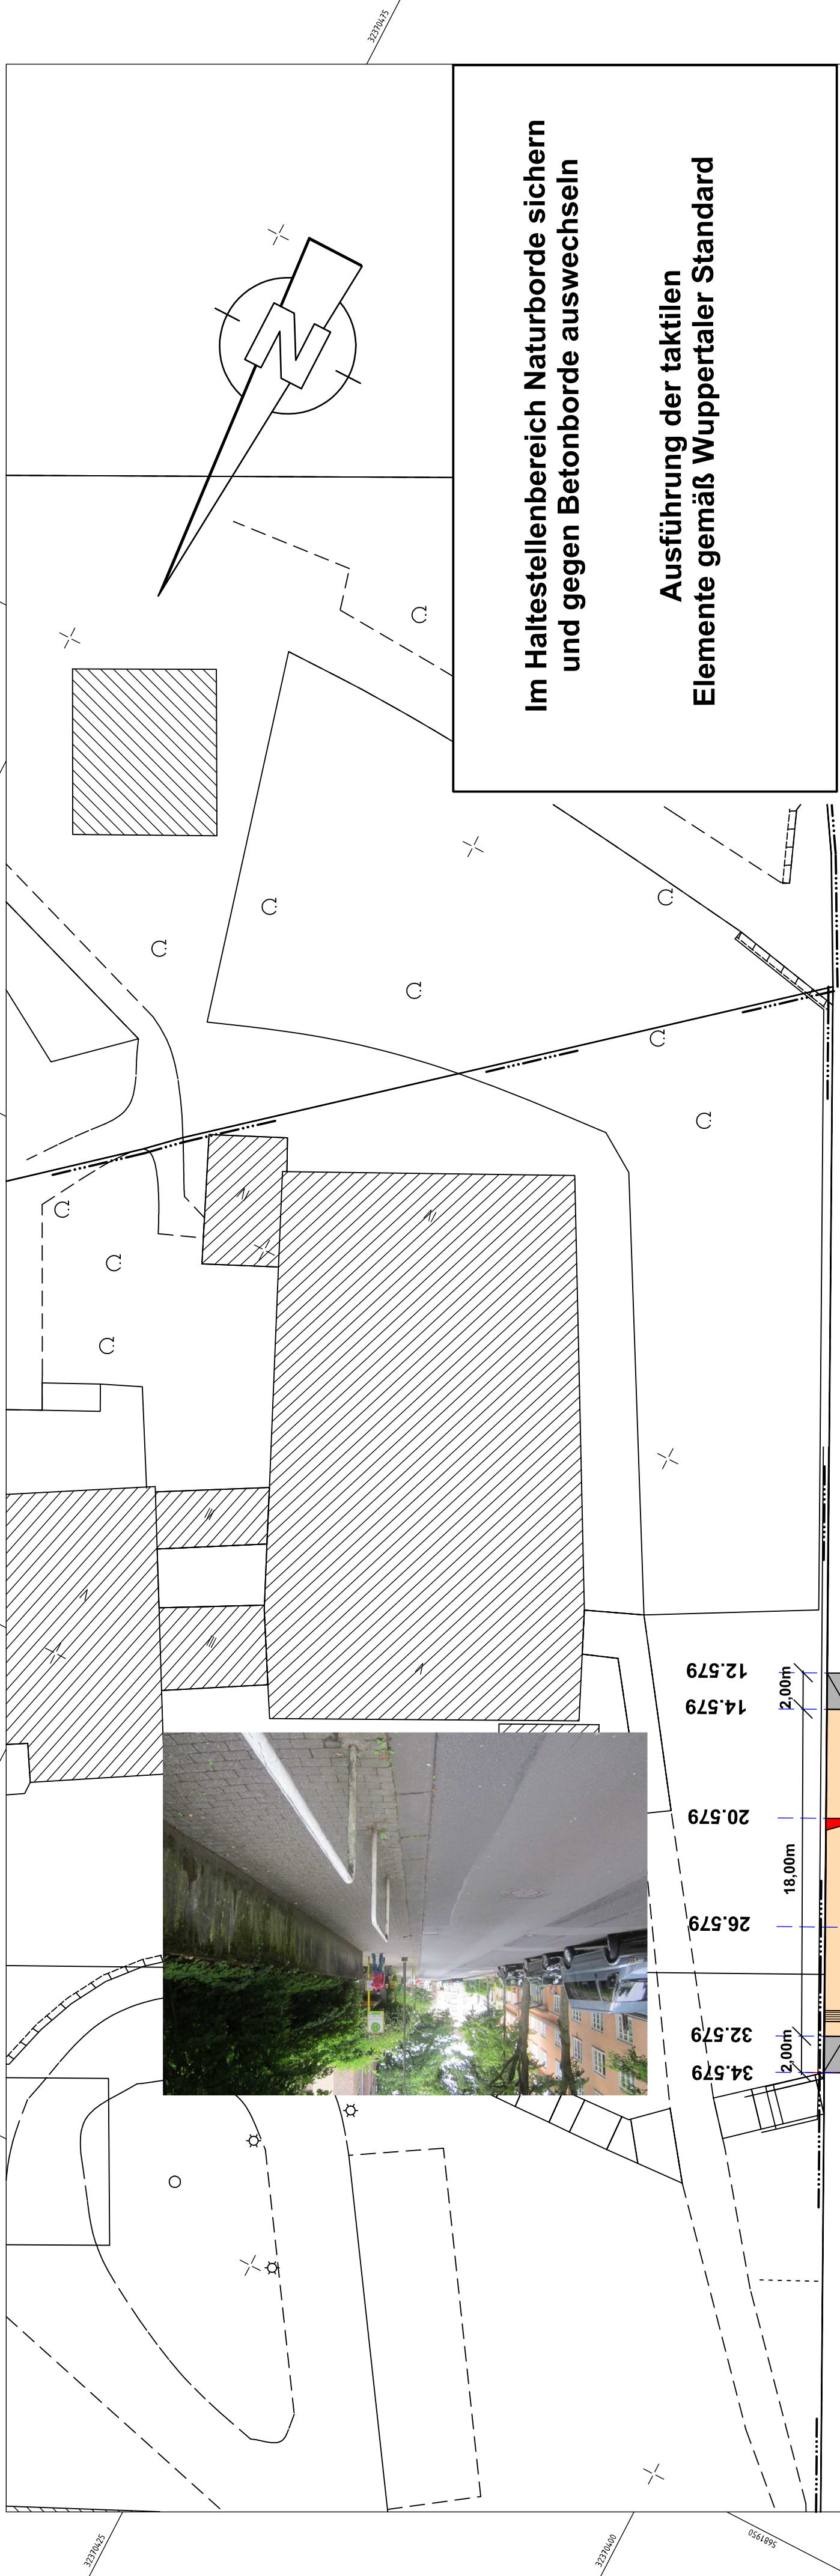 32370475
Im Haltestellenbereich Naturborde sichern
und gegen Betonborde auswechseln
Ausführung der taktilen
Elemente gemäß Wuppertaler Standard
N
12.579
14.579
20.579
26.579
32.579
34.579
2,00m
18,00m
2,00m
32370425
32370400
5681950